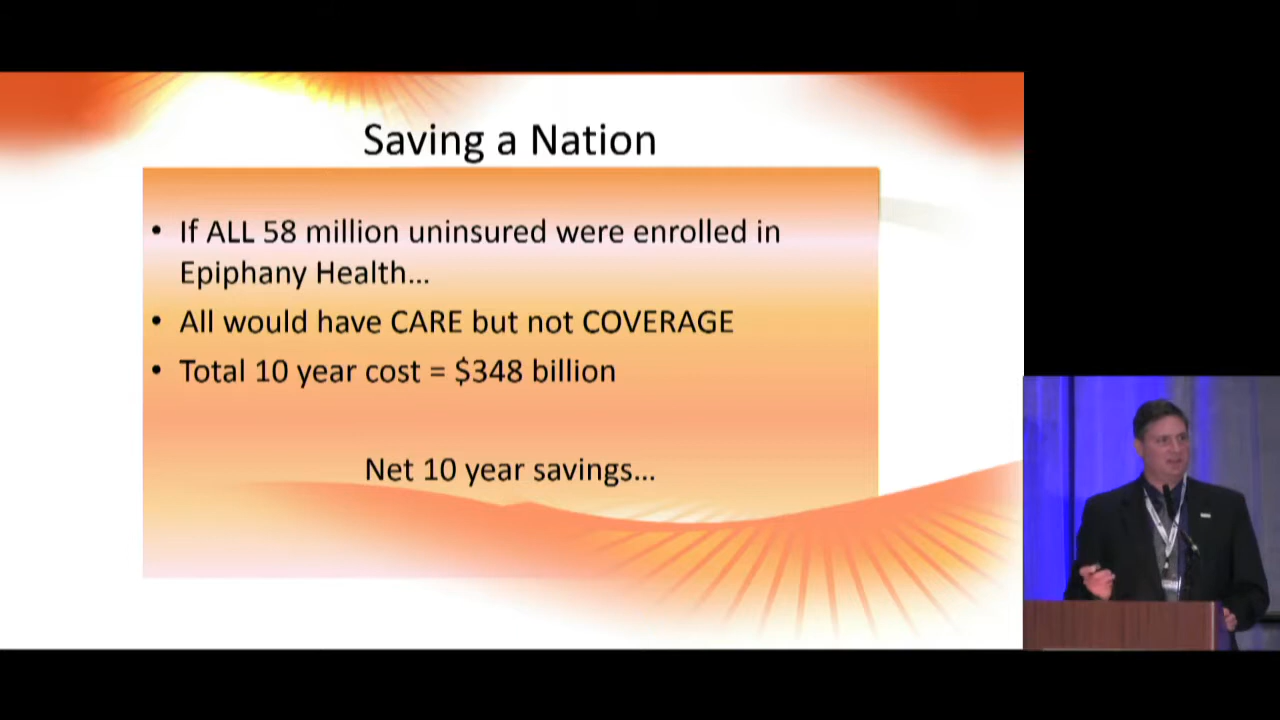 Saving a Nation
• If ALL 58 million uninsured were enrolled in
Epiphany Health…
• All would have CARE but not COVERAGE
• Total 10 year cost = $348 billion
Net 10 year savings…